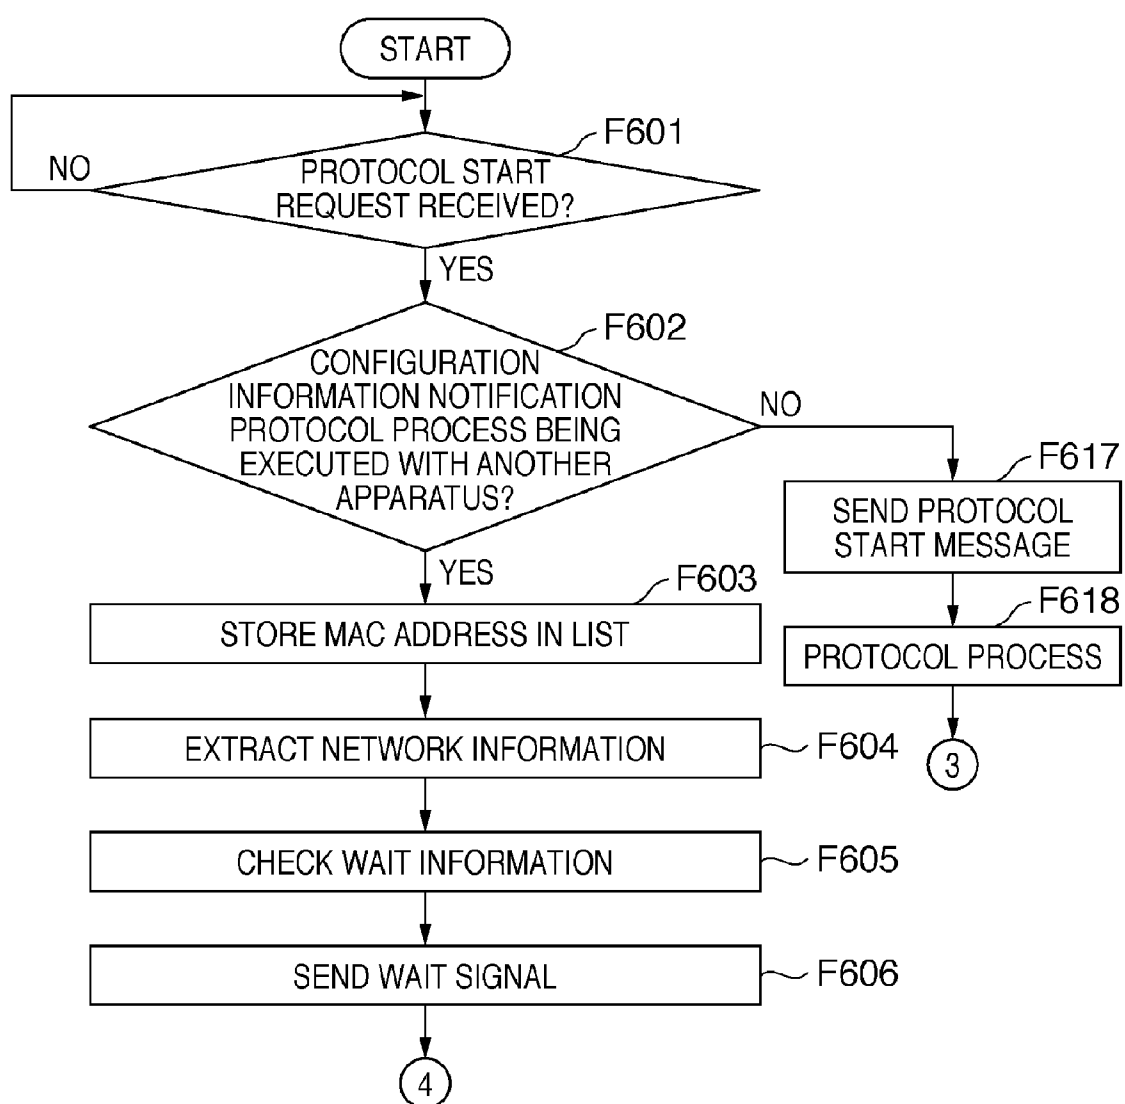 START
F601
NO
PROTOCOL START
REQUEST RECEIVED?
YES
F602
CONFIGURATION
INFORMATION NOTIFICATION
PROTOCOL PROCESS BEING
EXECUTED WITH ANOTHER
APPARATUS?
NO
F617
SEND PROTOCOL
START MESSAGE
YES
F603
STORE MAC ADDRESS IN LIST
F618
PROTOCOL PROCESS
EXTRACT NETWORK INFORMATION
F604
3
CHECK WAIT INFORMATION
F605
SEND WAIT SIGNAL
F606
4